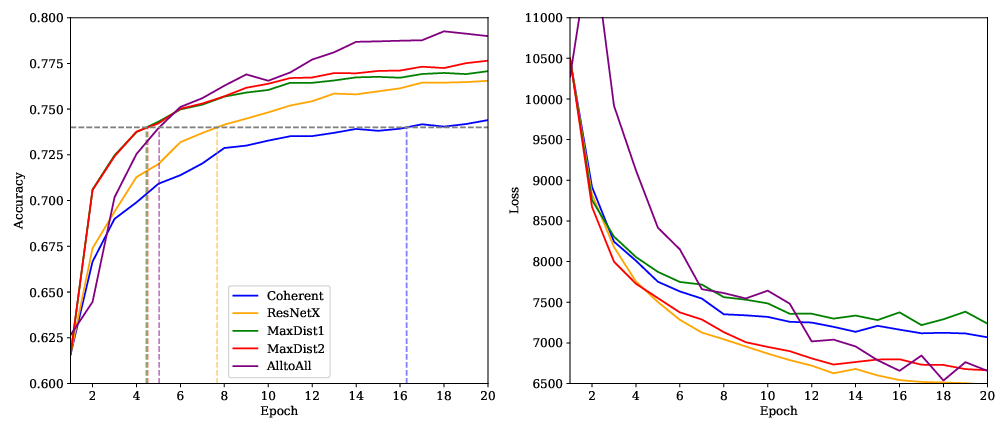 0.800
0.775
0.750
0.725
0.700
0.675
0.650
0.625
0.600
Accuracy
2 4 6 8 10 12 14 16 18 20
Epoch
Coherent
ResNetX
MaxDist1
MaxDist2
AlltoAll
11000
10500
10000
9500
9000
8500
8000
7500
7000
6500
Loss
2 4 6 8 10 12 14 16 18 20
Epoch